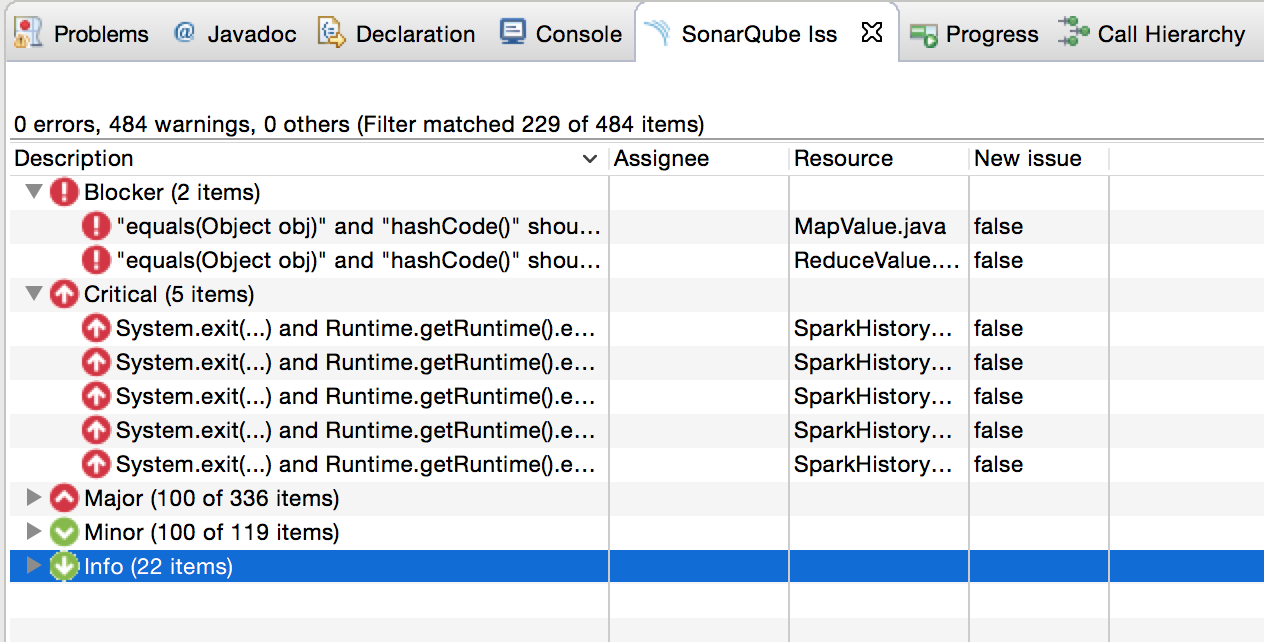 Problems @ Javadoc Declaration Console SonarQube Iss Progress Call Hierarchy
0 errors, 484 warnings, 0 others (Filter matched 229 of 484 items)
Description Assignee Resource New issue
Blocker (2 items)
"equals(Object obj)" and "hashCode()" shou... MapValue.java false
"equals(Object obj)" and "hashCode()" shou... ReduceValue.... false
Critical (5 items)
System.exit(...) and Runtime.getRuntime().e... SparkHistory... false
System.exit(...) and Runtime.getRuntime().e... SparkHistory... false
System.exit(...) and Runtime.getRuntime().e... SparkHistory... false
System.exit(...) and Runtime.getRuntime().e... SparkHistory... false
System.exit(...) and Runtime.getRuntime().e... SparkHistory... false
Major (100 of 336 items)
Minor (100 of 119 items)
Info (22 items)